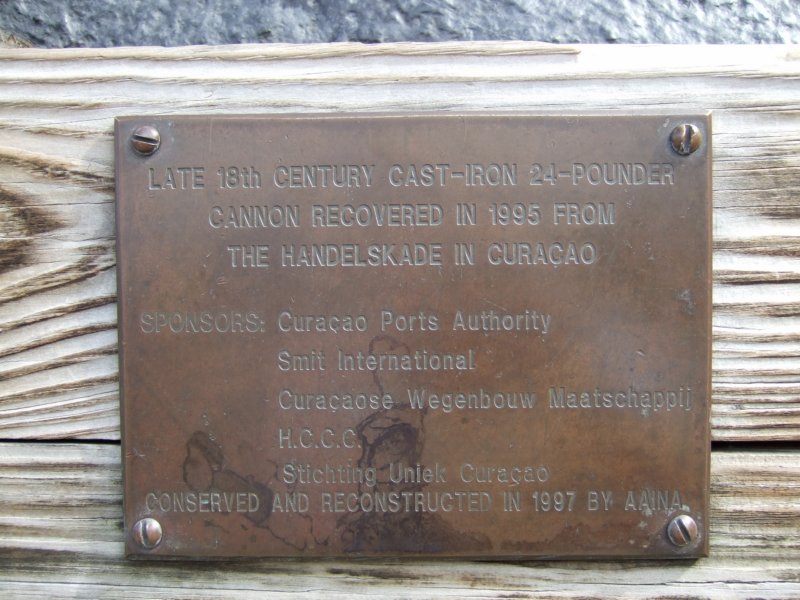 LATE 18th CENTURY CAST-IRON 24-POUNDER
CANNON RECOVERED IN 1995 FROM
THE HANDELSKADE IN CURAÇAO
SPONSORS: Curaçao Ports Authority
Smit International
Curaçaose Wegenbouw Maatschappij
H.C.C.C.
Stichting Uniek Curaçao
CONSERVED AND RECONSTRUCTED IN 1997 BY AAINA